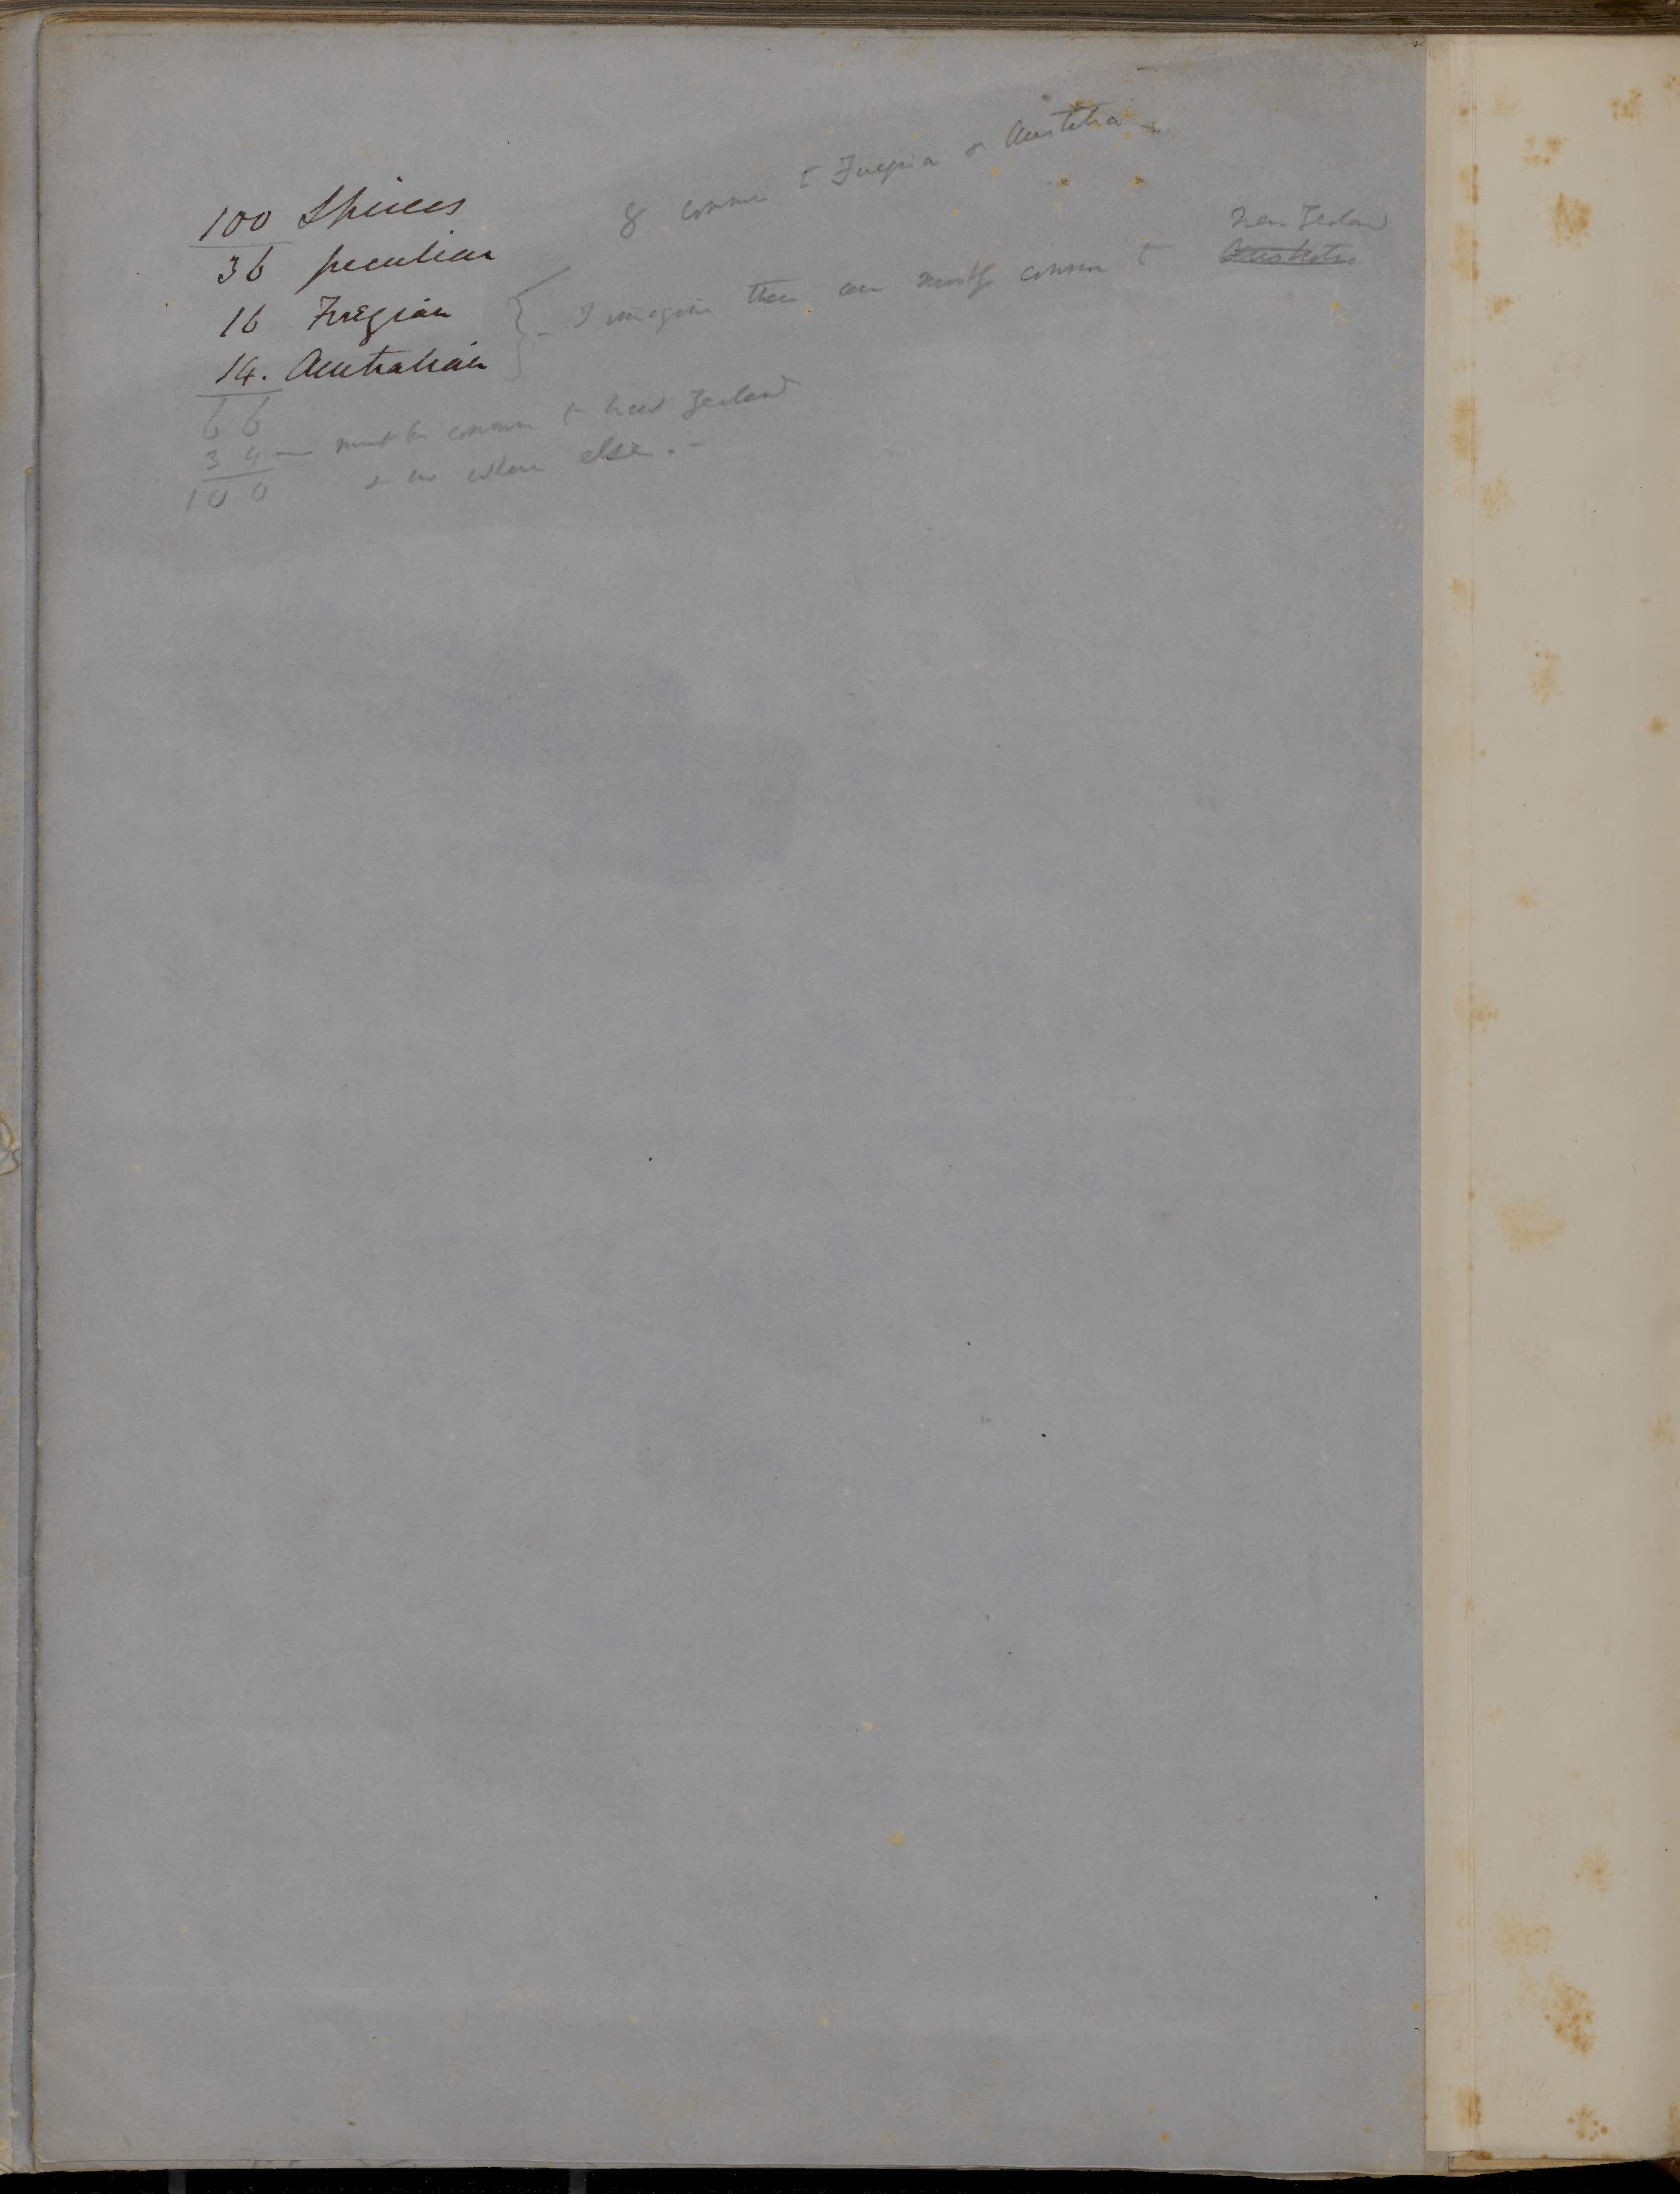 8 common to Fuegia or Australia —
100 Species
36 peculiar
New Zealand
16 Fuegian } — I imagine these are mostly common to Australia
14. Australian
66
34 — must be common to New Zealand
100 & no where else. —